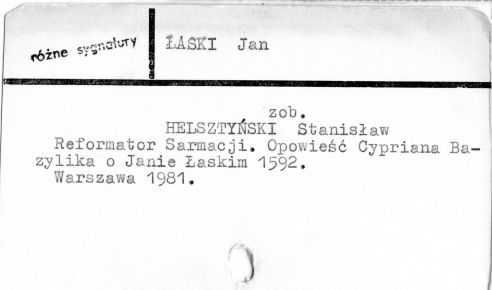 różne sygnatury
ŁASKI Jan
zob.
HELSZTYŃSKI Stanisław
Reformator Sarmacji. Opowieść Cypriana Ba-
zylika o Janie Łaskim 1592.
Warszawa 1981.